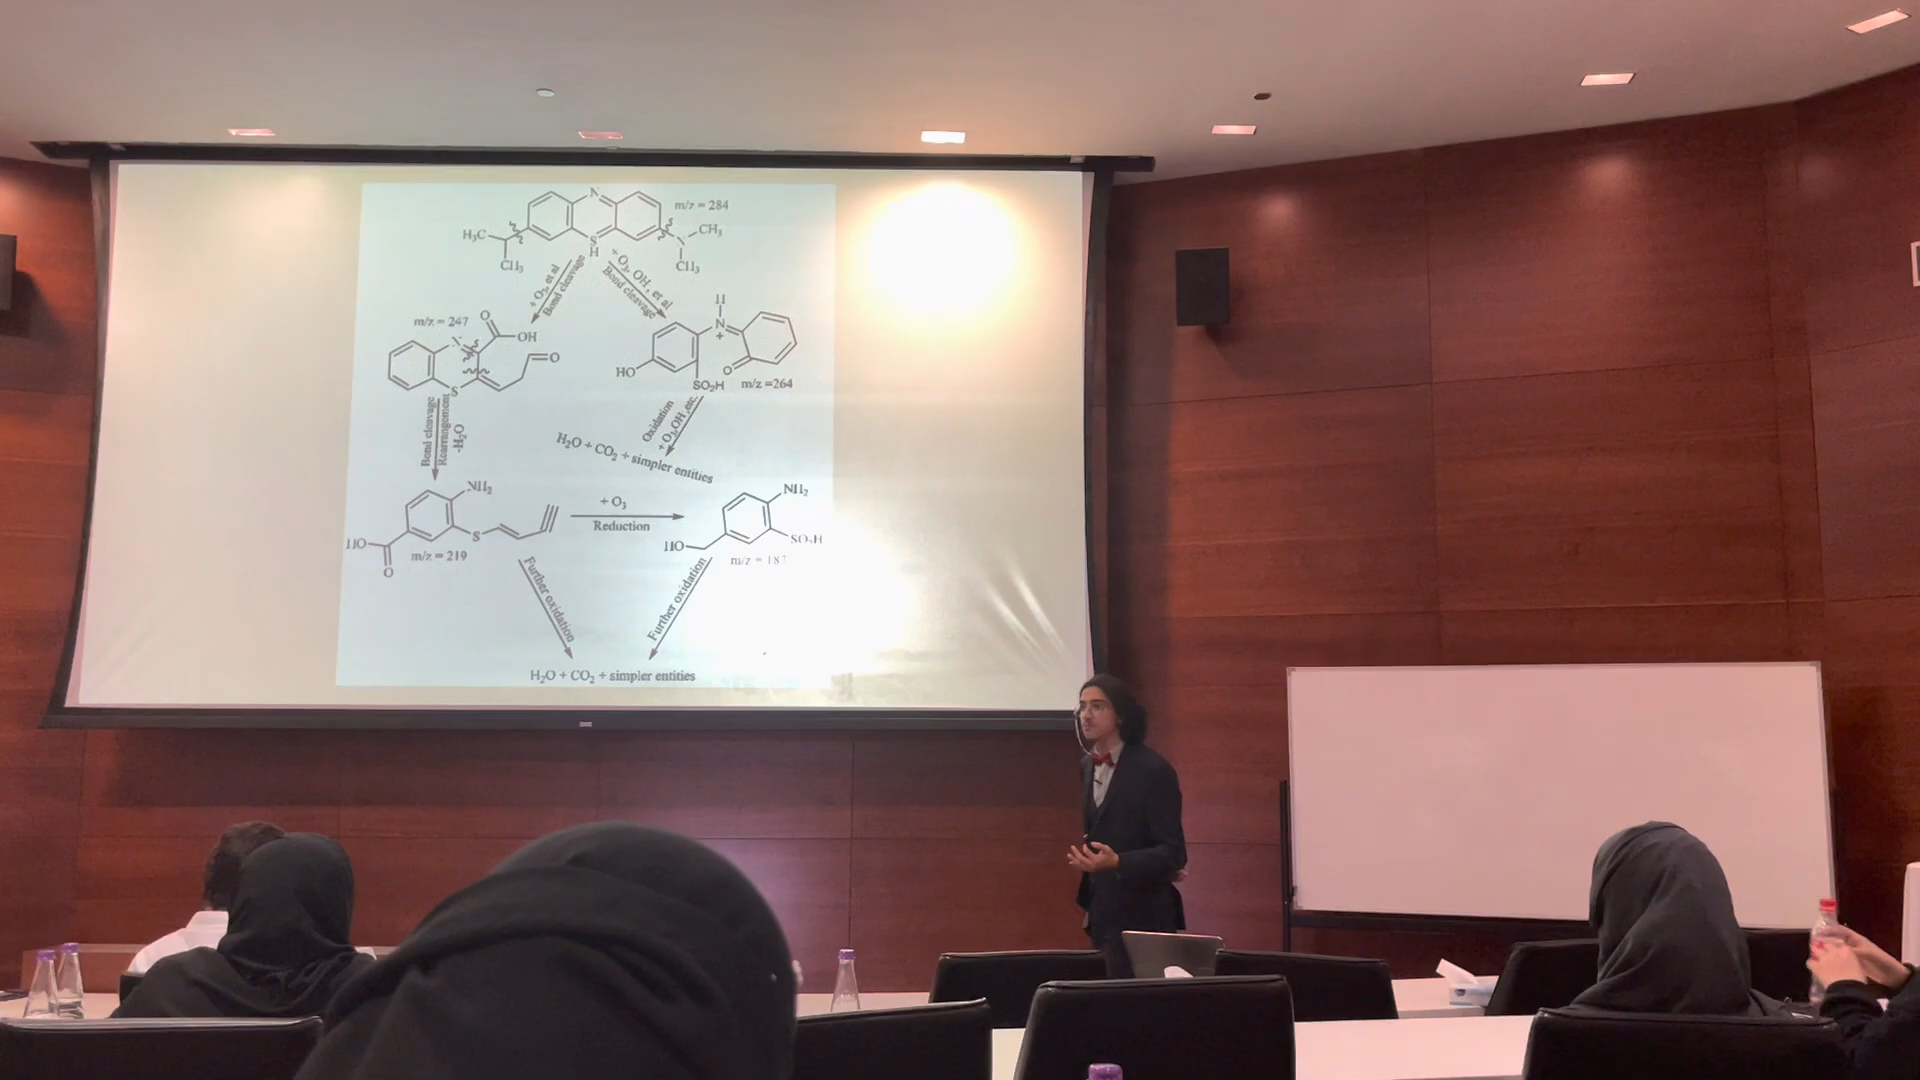 N
m/z = 284
H₃C
CH₃
S
H
CH₃
CH₃
+ O₃, et al
Bond cleavage
+ O₃, OH, et al
Bond cleavage
m/z = 247
O
OH
O
S
H
N
+
HO
O
SO₂H
m/z =264
Bond cleavage
Rearrangement
-H₂O
Oxidation
+ O₃,OH ,etc.
H₂O + CO₂ + simpler entities
NH₂
S
HO
O
m/z = 219
+ O₃
Reduction
NH₂
HO
m/z = 187
Further oxidation
Further oxidation
H₂O + CO₂ + simpler entities